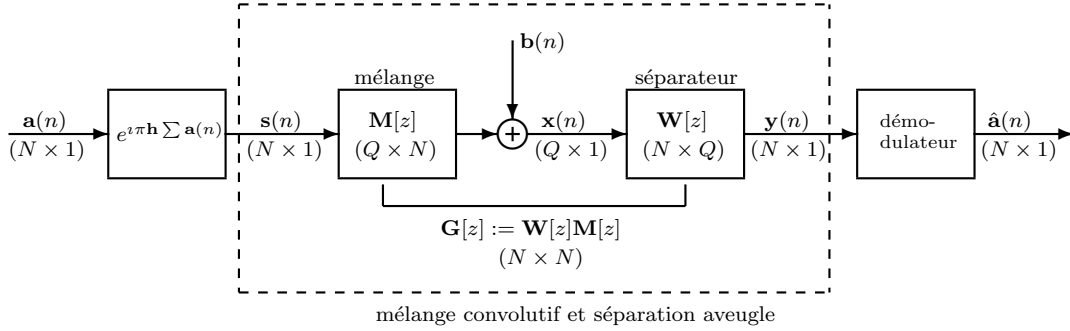 b(n)
mélange
séparateur
a(n)
(N × 1)
e^{ıπh ∑ a(n)}
s(n)
(N × 1)
M[z]
(Q × N)
+
x(n)
(Q × 1)
W[z]
(N × Q)
y(n)
(N × 1)
démo-
dulateur
â(n)
(N × 1)
G[z] := W[z]M[z]
(N × N)
mélange convolutif et séparation aveugle